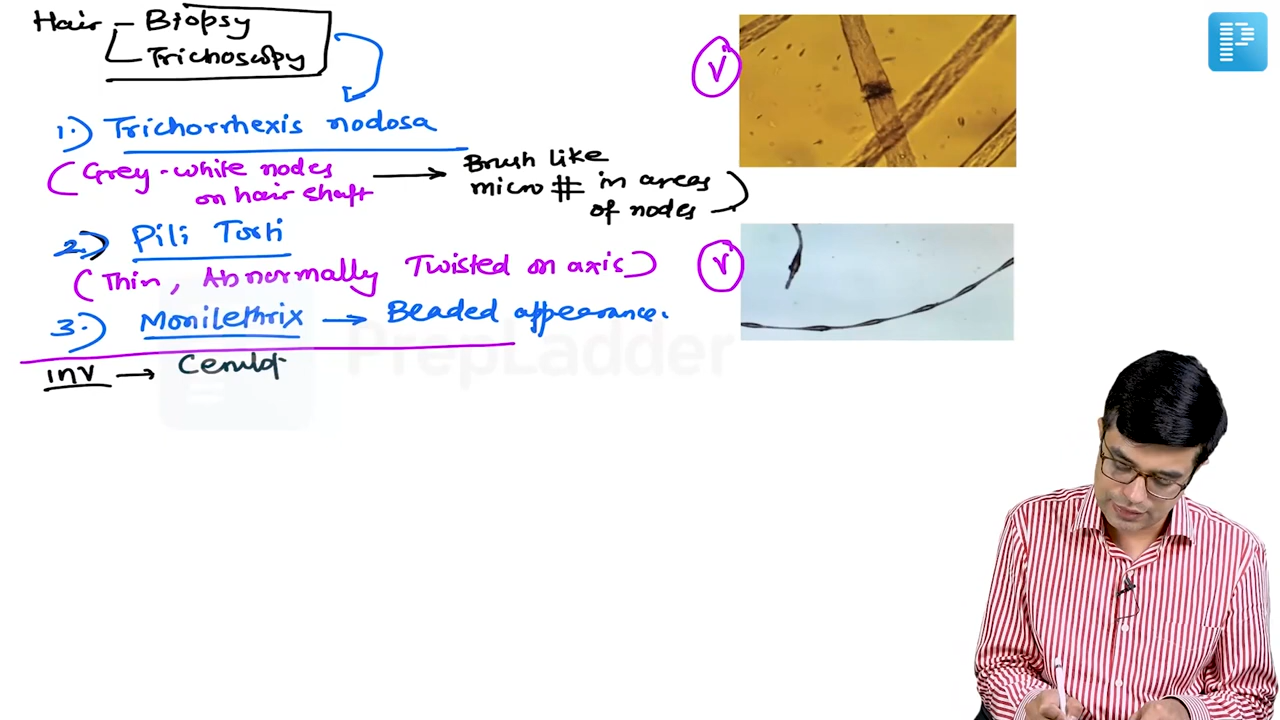 Hair - Biopsy
Trichoscopy
1.) Trichorrhexis nodosa
(Grey-white nodes on hair shaft → Brush like micro # in areas of nodes)
2.) Pili Torti
(Thin, Abnormally Twisted on axis)
3.) Monilethrix → Beaded appearance.
inv →
PrepLadder